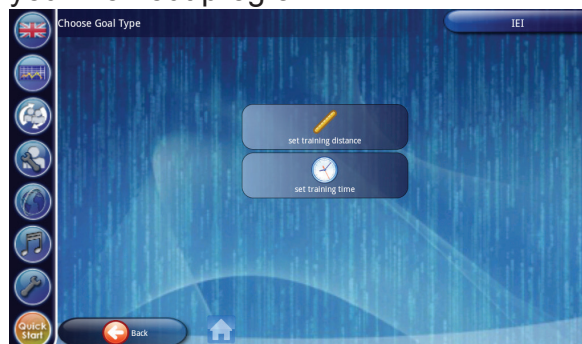 Choose Goal Type
IEI
set training distance
set training time
Quick
Start
Back